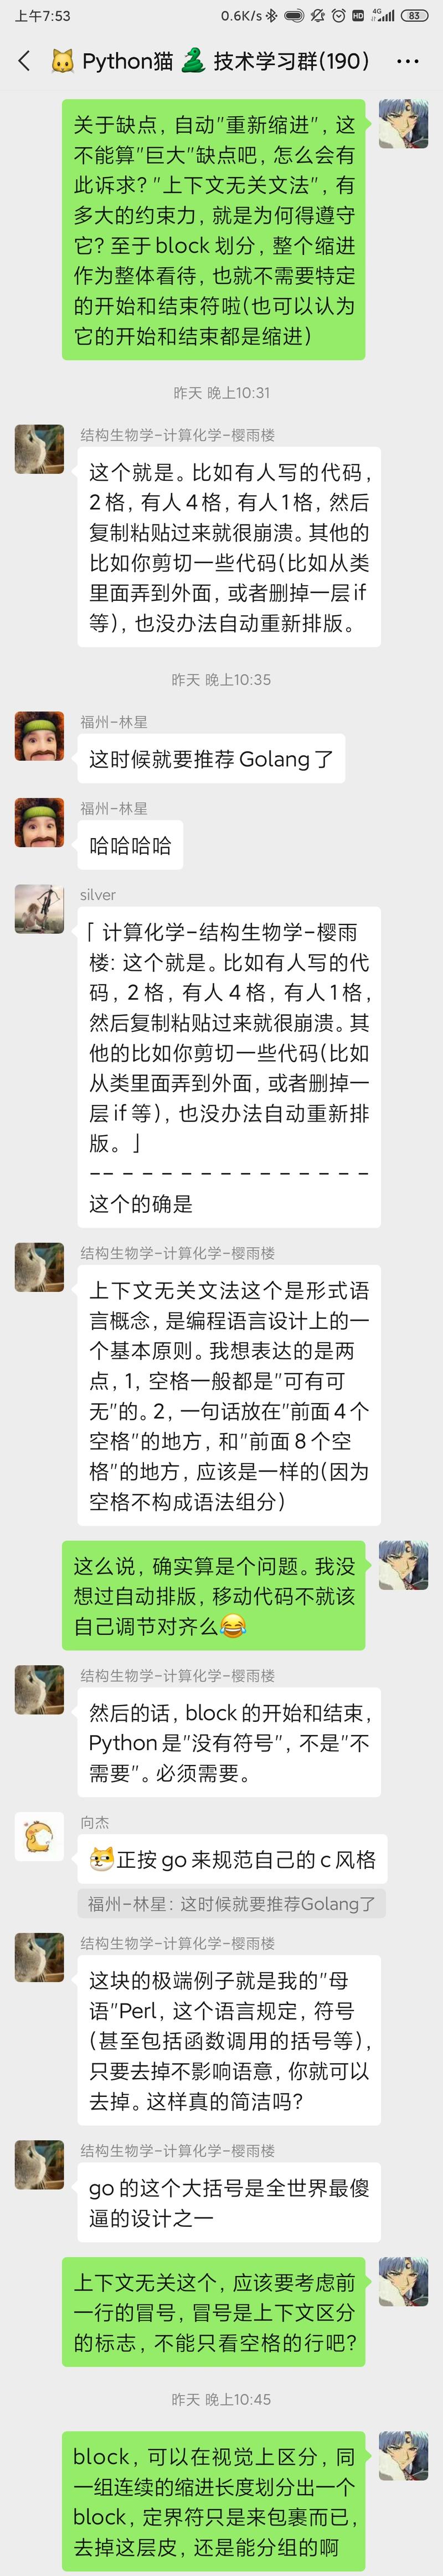 上午7:53 0.6K/s HD 4G 83
Python猫 技术学习群(190)
关于缺点，自动"重新缩进"，这
不能算"巨大"缺点吧，怎么会有
此诉求？"上下文无关文法"，有
多大的约束力，就是为何得遵守
它？至于block划分，整个缩进
作为整体看待，也就不需要特定
的开始和结束符啦(也可以认为
它的开始和结束都是缩进)
昨天 晚上10:31
结构生物学-计算化学-樱雨楼
这个就是。比如有人写的代码，
2格，有人4格，有人1格，然后
复制粘贴过来就很崩溃。其他的
比如你剪切一些代码(比如从类
里面弄到外面，或者删掉一层if
等)，也没办法自动重新排版。
昨天 晚上10:35
福州-林星
这时候就要推荐Golang了
福州-林星
哈哈哈哈
silver
「 计算化学-结构生物学-樱雨
楼: 这个就是。比如有人写的代
码，2格，有人4格，有人1格，
然后复制粘贴过来就很崩溃。其
他的比如你剪切一些代码(比如
从类里面弄到外面，或者删掉一
层if等)，也没办法自动重新排
版。」
-- - - - - - - - - - - - - - -
这个的确是
结构生物学-计算化学-樱雨楼
上下文无关文法这个是形式语
言概念，是编程语言设计上的一
个基本原则。我想表达的是两
点，1，空格一般都是"可有可
无"的。2，一句话放在"前面4个
空格"的地方，和"前面8个空
格"的地方，应该是一样的(因为
空格不构成语法组分)
这么说，确实算是个问题。我没
想过自动排版，移动代码不就该
自己调节对齐么😂
结构生物学-计算化学-樱雨楼
然后的话，block的开始和结束，
Python是"没有符号"，不是"不
需要"。必须需要。
向杰
正按go来规范自己的c风格
福州-林星：这时候就要推荐Golang了
结构生物学-计算化学-樱雨楼
这块的极端例子就是我的"母
语"Perl，这个语言规定，符号
(甚至包括函数调用的括号等)，
只要去掉不影响语意，你就可以
去掉。这样真的简洁吗?
结构生物学-计算化学-樱雨楼
go的这个大括号是全世界最傻
逼的设计之一
上下文无关这个，应该要考虑前
一行的冒号，冒号是上下文区分
的标志，不能只看空格的行吧？
昨天 晚上10:45
block，可以在视觉上区分，同
一组连续的缩进长度划分出一个
block，定界符只是来包裹而已，
去掉这层皮，还是能分组的啊